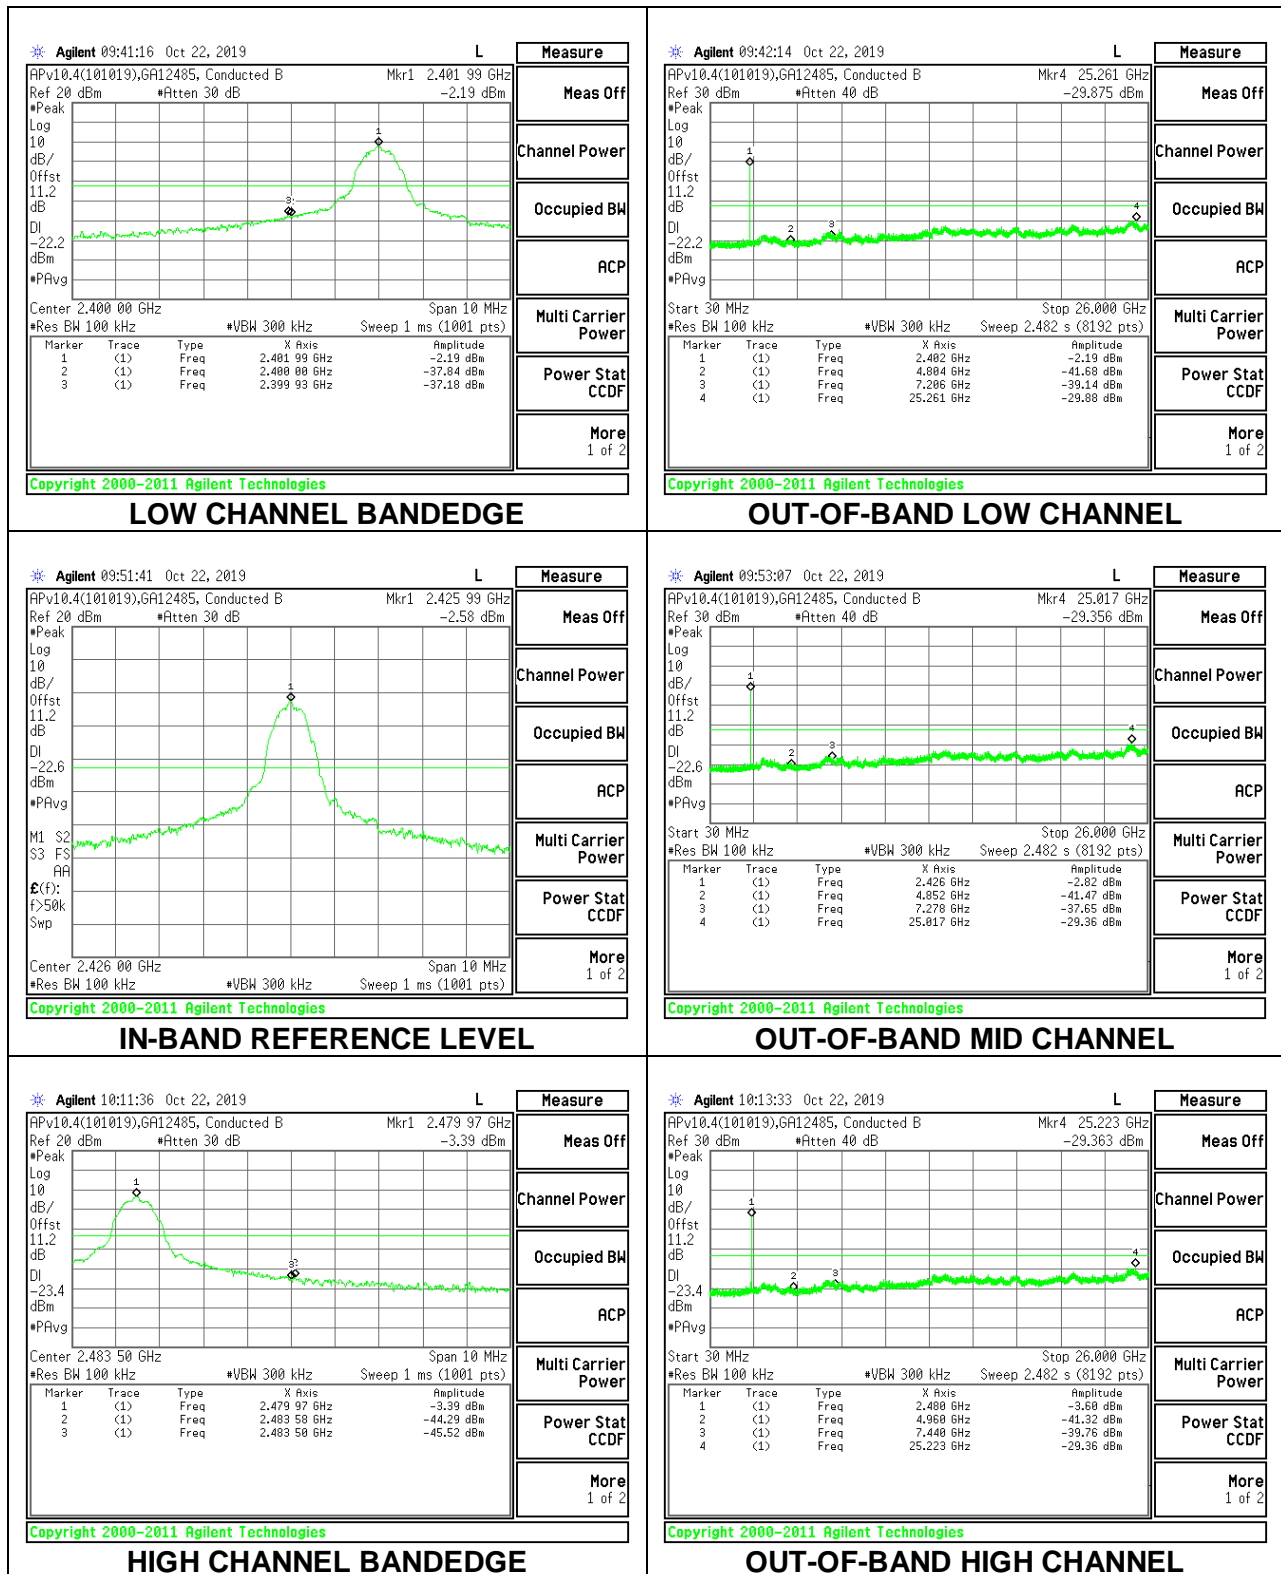 Agilent 09:41:16 Oct 22, 2019 L
APv10.4(101019),GA12485, Conducted B Mkr1 2.401 99 GHz
Ref 20 dBm #Atten 30 dB -2.19 dBm
#Peak
Log
10
dB/
Offst
11.2
dB
DI
-22.2
dBm
#PAvg
1
3
Center 2.400 00 GHz Span 10 MHz
#Res BW 100 kHz #VBW 300 kHz Sweep 1 ms (1001 pts)
Marker Trace Type X Axis Amplitude
1 (1) Freq 2.401 99 GHz -2.19 dBm
2 (1) Freq 2.400 00 GHz -37.84 dBm
3 (1) Freq 2.399 93 GHz -37.18 dBm
Measure
Meas Off
Channel Power
Occupied BW
ACP
Multi Carrier
Power
Power Stat
CCDF
More
1 of 2
Copyright 2000-2011 Agilent Technologies
LOW CHANNEL BANDEDGE
Agilent 09:42:14 Oct 22, 2019 L
APv10.4(101019),GA12485, Conducted B Mkr4 25.261 GHz
Ref 30 dBm #Atten 40 dB -29.875 dBm
#Peak
Log
10
dB/
Offst
11.2
dB
DI
-22.2
dBm
#PAvg
1
2
3
4
Start 30 MHz Stop 26.000 GHz
#Res BW 100 kHz #VBW 300 kHz Sweep 2.482 s (8192 pts)
Marker Trace Type X Axis Amplitude
1 (1) Freq 2.402 GHz -2.19 dBm
2 (1) Freq 4.804 GHz -41.68 dBm
3 (1) Freq 7.206 GHz -39.14 dBm
4 (1) Freq 25.261 GHz -29.88 dBm
Measure
Meas Off
Channel Power
Occupied BW
ACP
Multi Carrier
Power
Power Stat
CCDF
More
1 of 2
Copyright 2000-2011 Agilent Technologies
OUT-OF-BAND LOW CHANNEL
Agilent 09:51:41 Oct 22, 2019 L
APv10.4(101019),GA12485, Conducted B Mkr1 2.425 99 GHz
Ref 20 dBm #Atten 30 dB -2.58 dBm
#Peak
Log
10
dB/
Offst
11.2
dB
DI
-22.6
dBm
#PAvg
M1 S2
S3 FS
AA
£(f):
f>50k
Swp
1
Center 2.426 00 GHz Span 10 MHz
#Res BW 100 kHz #VBW 300 kHz Sweep 1 ms (1001 pts)
Measure
Meas Off
Channel Power
Occupied BW
ACP
Multi Carrier
Power
Power Stat
CCDF
More
1 of 2
Copyright 2000-2011 Agilent Technologies
IN-BAND REFERENCE LEVEL
Agilent 09:53:07 Oct 22, 2019 L
APv10.4(101019),GA12485, Conducted B Mkr4 25.017 GHz
Ref 30 dBm #Atten 40 dB -29.356 dBm
#Peak
Log
10
dB/
Offst
11.2
dB
DI
-22.6
dBm
#PAvg
1
2
3
4
Start 30 MHz Stop 26.000 GHz
#Res BW 100 kHz #VBW 300 kHz Sweep 2.482 s (8192 pts)
Marker Trace Type X Axis Amplitude
1 (1) Freq 2.426 GHz -2.82 dBm
2 (1) Freq 4.852 GHz -41.47 dBm
3 (1) Freq 7.278 GHz -37.65 dBm
4 (1) Freq 25.017 GHz -29.36 dBm
Measure
Meas Off
Channel Power
Occupied BW
ACP
Multi Carrier
Power
Power Stat
CCDF
More
1 of 2
Copyright 2000-2011 Agilent Technologies
OUT-OF-BAND MID CHANNEL
Agilent 10:11:36 Oct 22, 2019 L
APv10.4(101019),GA12485, Conducted B Mkr1 2.479 97 GHz
Ref 20 dBm #Atten 30 dB -3.39 dBm
#Peak
Log
10
dB/
Offst
11.2
dB
DI
-23.4
dBm
#PAvg
1
3
Center 2.483 50 GHz Span 10 MHz
#Res BW 100 kHz #VBW 300 kHz Sweep 1 ms (1001 pts)
Marker Trace Type X Axis Amplitude
1 (1) Freq 2.479 97 GHz -3.39 dBm
2 (1) Freq 2.483 58 GHz -44.29 dBm
3 (1) Freq 2.483 50 GHz -45.52 dBm
Measure
Meas Off
Channel Power
Occupied BW
ACP
Multi Carrier
Power
Power Stat
CCDF
More
1 of 2
Copyright 2000-2011 Agilent Technologies
HIGH CHANNEL BANDEDGE
Agilent 10:13:33 Oct 22, 2019 L
APv10.4(101019),GA12485, Conducted B Mkr4 25.223 GHz
Ref 30 dBm #Atten 40 dB -29.363 dBm
#Peak
Log
10
dB/
Offst
11.2
dB
DI
-23.4
dBm
#PAvg
1
2
3
4
Start 30 MHz Stop 26.000 GHz
#Res BW 100 kHz #VBW 300 kHz Sweep 2.482 s (8192 pts)
Marker Trace Type X Axis Amplitude
1 (1) Freq 2.480 GHz -3.60 dBm
2 (1) Freq 4.960 GHz -41.32 dBm
3 (1) Freq 7.440 GHz -39.76 dBm
4 (1) Freq 25.223 GHz -29.36 dBm
Measure
Meas Off
Channel Power
Occupied BW
ACP
Multi Carrier
Power
Power Stat
CCDF
More
1 of 2
Copyright 2000-2011 Agilent Technologies
OUT-OF-BAND HIGH CHANNEL